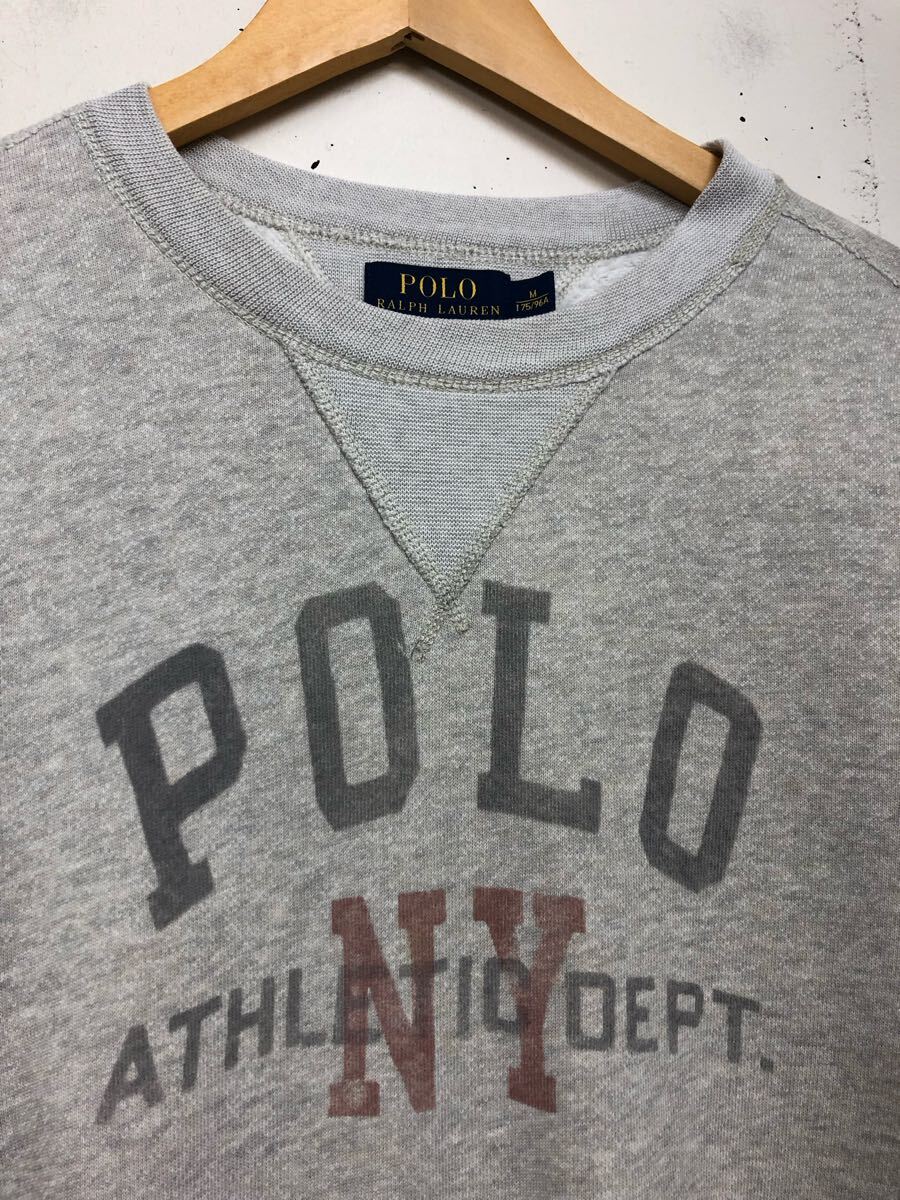 POLO
RALPH LAUREN
M
175/96A
POLO
NY
ATHLETIC DEPT.